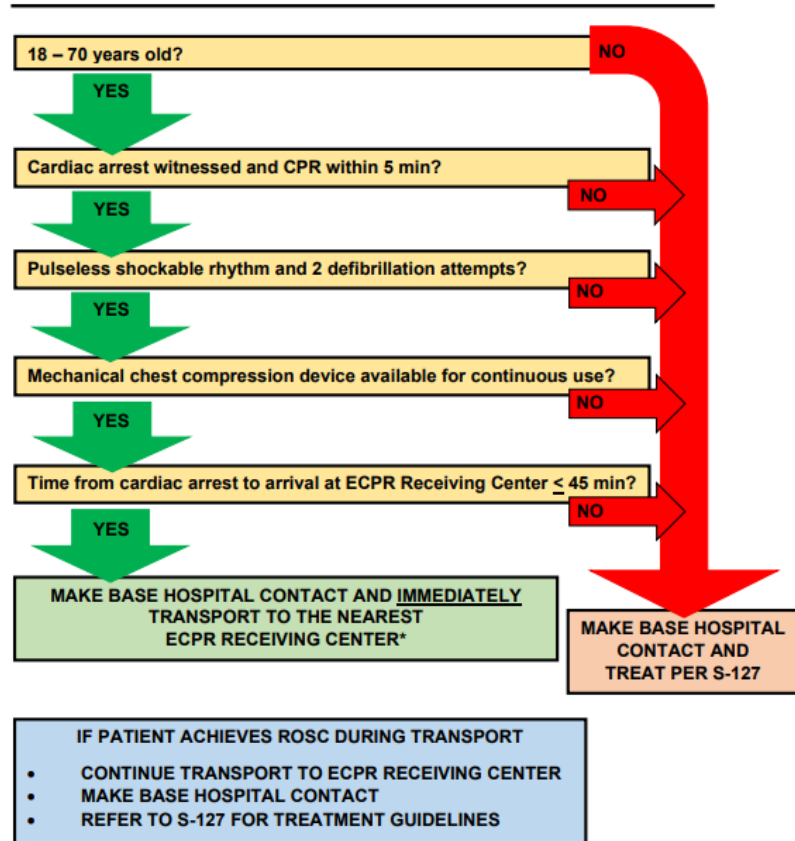 18 – 70 years old?
NO
YES
Cardiac arrest witnessed and CPR within 5 min?
NO
YES
Pulseless shockable rhythm and 2 defibrillation attempts?
NO
YES
Mechanical chest compression device available for continuous use?
NO
YES
Time from cardiac arrest to arrival at ECPR Receiving Center ≤ 45 min?
NO
YES
MAKE BASE HOSPITAL CONTACT AND IMMEDIATELY
TRANSPORT TO THE NEAREST
ECPR RECEIVING CENTER*
MAKE BASE HOSPITAL
CONTACT AND
TREAT PER S-127
IF PATIENT ACHIEVES ROSC DURING TRANSPORT
• CONTINUE TRANSPORT TO ECPR RECEIVING CENTER
• MAKE BASE HOSPITAL CONTACT
• REFER TO S-127 FOR TREATMENT GUIDELINES